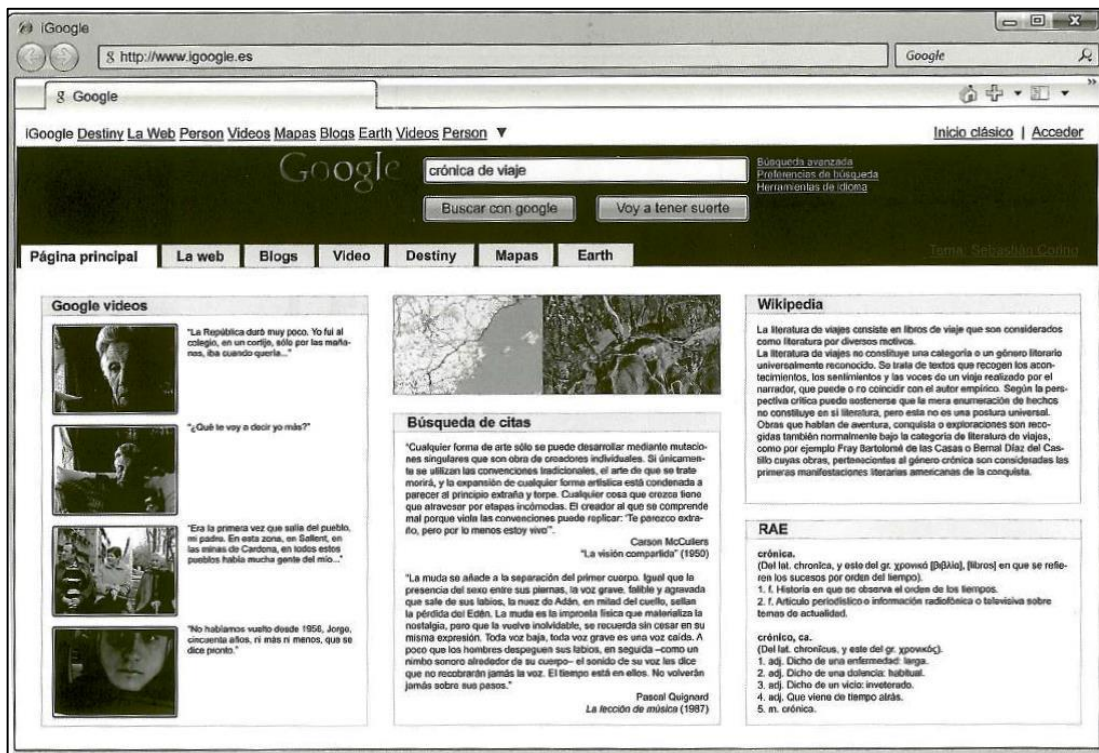 iGoogle
http://www.igoogle.es
Google
Google
iGoogle Destiny La Web Person Videos Mapas Blogs Earth Videos Person ▼
Inicio clásico | Acceder
Google
crónica de viaje
Búsqueda avanzada
Preferencias de búsqueda
Herramientas de idioma
Buscar con google
Voy a tener suerte
Tema: Sebastián
Página principal
La web
Blogs
Video
Destiny
Mapas
Earth
Google videos
"La República duró muy poco. Yo fui al
colegio, en un cortijo, sólo por las maña-
nas, iba cuando quería..."
"¿Qué te voy a decir yo más?"
"Era la primera vez que salía del pueblo,
mi padre. En esta zona, en Sallent, en
las minas de Cardona, en todos estos
pueblos había mucha gente del mío..."
"No habíamos vuelto desde 1956, Jorge,
cincuenta años, ni más ni menos, que se
dice pronto."
Búsqueda de citas
"Cualquier forma de arte sólo se puede desarrollar mediante mutacio-
nes singulares que son obra de creadores individuales. Si únicamen-
te se utilizan las convenciones tradicionales, el arte de que se trate
morirá, y la expansión de cualquier forma artística está condenada a
parecer al principio extraña y torpe. Cualquier cosa que crezca tiene
que atravesar por etapas incómodas. El creador al que se comprende
mal porque viola las convenciones puede replicar: 'Te parezco extra-
ño, pero por lo menos estoy vivo'".
Carson McCullers
"La visión compartida" (1950)
"La muda se añade a la separación del primer cuerpo. Igual que la
presencia del sexo entre sus piernas, la voz grave, falible y agravada
que sale de sus labios, la nuez de Adán, en mitad del cuello, sellan
la pérdida del Edén. La muda es la impronta física que materializa la
nostalgia, pero que la vuelve inolvidable, se recuerda sin cesar en su
misma expresión. Toda voz baja, toda voz grave es una voz caída. A
poco que los hombres despeguen sus labios, en seguida –como un
nimbo sonoro alrededor de su cuerpo– el sonido de su voz les dice
que no recobrarán jamás la voz. El tiempo está en ellos. No volverán
jamás sobre sus pasos."
Pascal Quignard
La lección de música (1987)
Wikipedia
La literatura de viajes consiste en libros de viaje que son considerados
como literatura por diversos motivos.
La literatura de viajes no constituye una categoría o un género literario
universalmente reconocido. Se trata de textos que recogen los acon-
tecimientos, los sentimientos y las voces de un viaje realizado por el
narrador, que puede o no coincidir con el autor empírico. Según la pers-
pectiva crítica puede sostenerse que la mera enumeración de hechos
no constituye en sí literatura, pero esta no es una postura universal.
Obras que hablan de aventura, conquista o exploraciones son reco-
gidas también normalmente bajo la categoría de literatura de viajes,
como por ejemplo Fray Bartolomé de las Casas o Bernal Díaz del Cas-
tillo cuyas obras, pertenecientes al género crónica son consideradas las
primeras manifestaciones literarias americanas de la conquista.
RAE
crónica.
(Del lat. chronica, y este del gr. χρονικά [βιβλία], [libros] en que se refie-
ren los sucesos por orden del tiempo).
1. f. Historia en que se observa el orden de los tiempos.
2. f. Artículo periodístico o información radiofónica o televisiva sobre
temas de actualidad.
crónico, ca.
(Del lat. chronicus, y este del gr. χρονικός).
1. adj. Dicho de una enfermedad: larga.
2. adj. Dicho de una dolencia: habitual.
3. adj. Dicho de un vicio: inveterado.
4. adj. Que viene de tiempo atrás.
5. m. crónica.